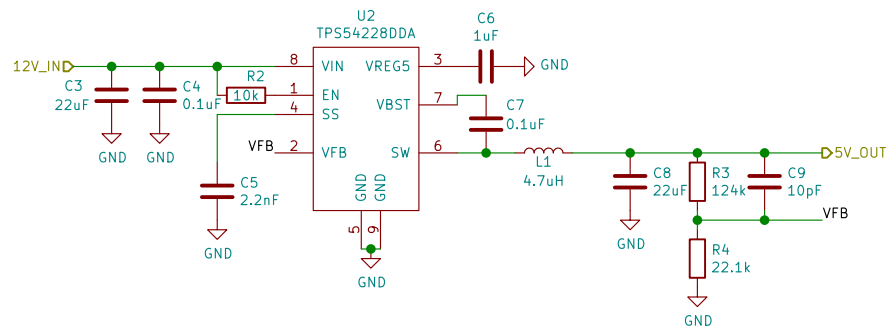 U2
TPS54228DDA
C6
1uF
12V_IN
8
VIN
VREG5
3
GND
C3
22uF
C4
0.1uF
R2
10k
1
EN
4
SS
VBST
7
C7
0.1uF
GND
GND
VFB
2
VFB
SW
6
L1
4.7uH
5V_OUT
C5
2.2nF
GND
GND
5
9
C8
22uF
R3
124k
C9
10pF
VFB
GND
GND
GND
R4
22.1k
GND